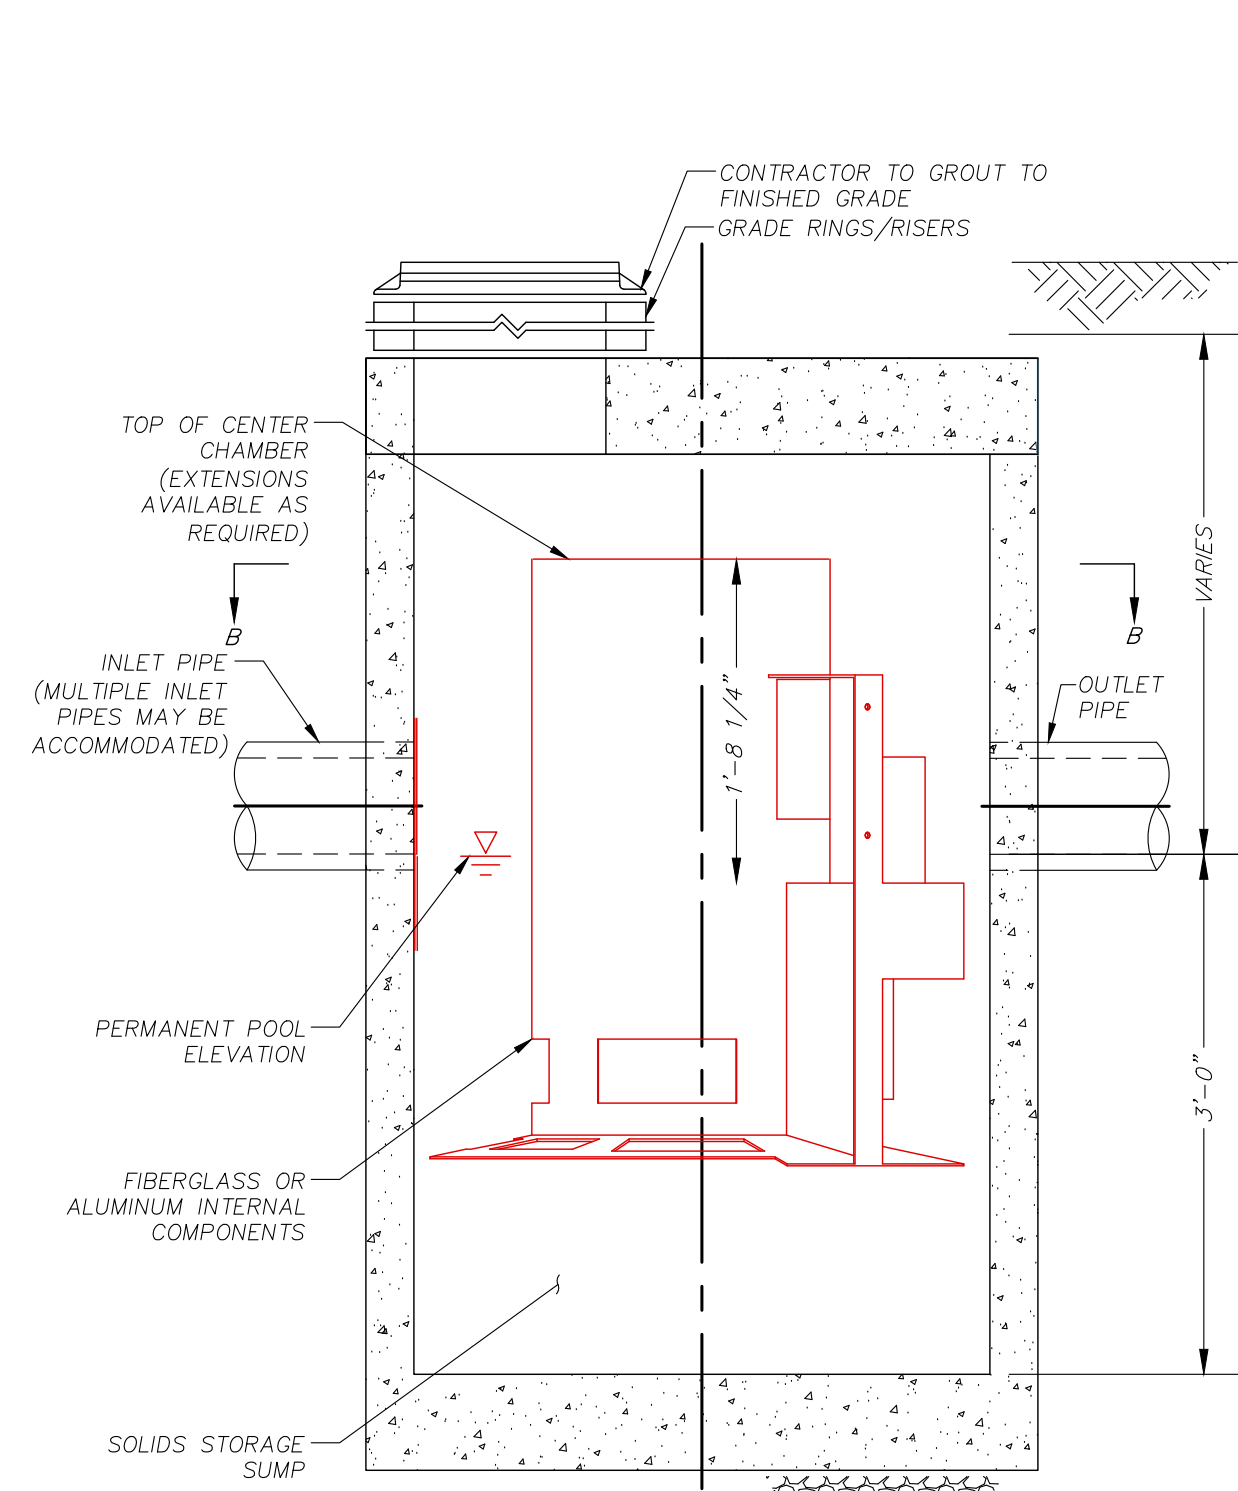 CONTRACTOR TO GROUT TO
FINISHED GRADE
GRADE RINGS/RISERS
TOP OF CENTER
CHAMBER
(EXTENSIONS
AVAILABLE AS
REQUIRED)
VARIES
B
B
INLET PIPE
(MULTIPLE INLET
PIPES MAY BE
ACCOMMODATED)
OUTLET
PIPE
1'-8 1/4"
PERMANENT POOL
ELEVATION
3'-0"
FIBERGLASS OR
ALUMINUM INTERNAL
COMPONENTS
SOLIDS STORAGE
SUMP